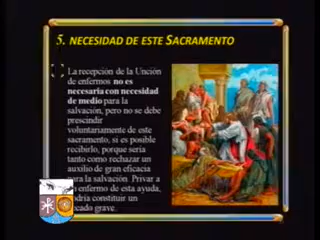 5. NECESIDAD DE ESTE SACRAMENTO
La recepción de la Unción
de enfermos no es
necesaria con necesidad
de medio para la
salvación, pero no se debe
prescindir
voluntariamente de este
sacramento, si es posible
recibirlo, porque sería
tanto como rechazar un
auxilio de gran eficacia
para la salvación. Privar a
un enfermo de esta ayuda,
podría constituir un
pecado grave.